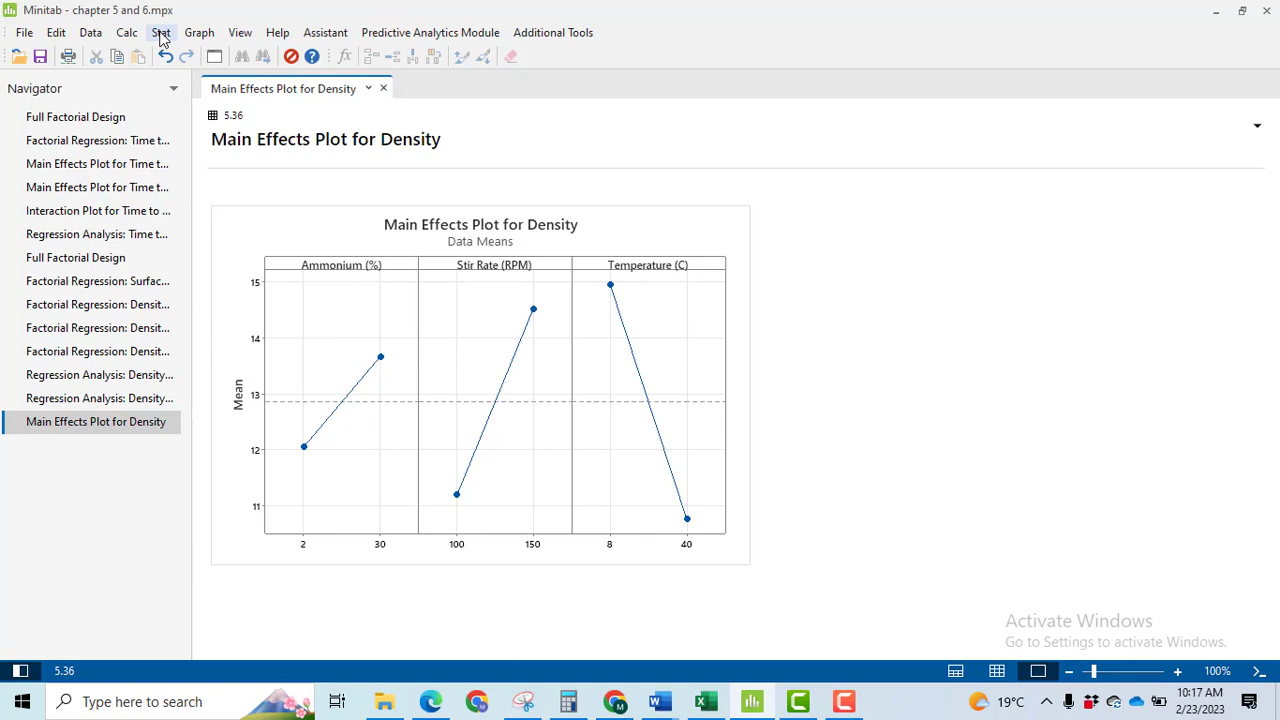 Minitab - chapter 5 and 6.mpx
File Edit Data Calc Stat Graph View Help Assistant Predictive Analytics Module Additional Tools
Navigator
Main Effects Plot for Density
Full Factorial Design
Factorial Regression: Time t...
Main Effects Plot for Time t...
Main Effects Plot for Time t...
Interaction Plot for Time to ...
Regression Analysis: Time t...
Full Factorial Design
Factorial Regression: Surfac...
Factorial Regression: Densit...
Factorial Regression: Densit...
Factorial Regression: Densit...
Regression Analysis: Density...
Regression Analysis: Density...
Main Effects Plot for Density
5.36
Main Effects Plot for Density
Main Effects Plot for Density
Data Means
Ammonium (%) Stir Rate (RPM) Temperature (C)
15
14
13
12
11
Mean
2 30 100 150 8 40
Activate Windows
Go to Settings to activate Windows.
5.36
100%
Type here to search
19°C
10:17 AM
2/23/2023